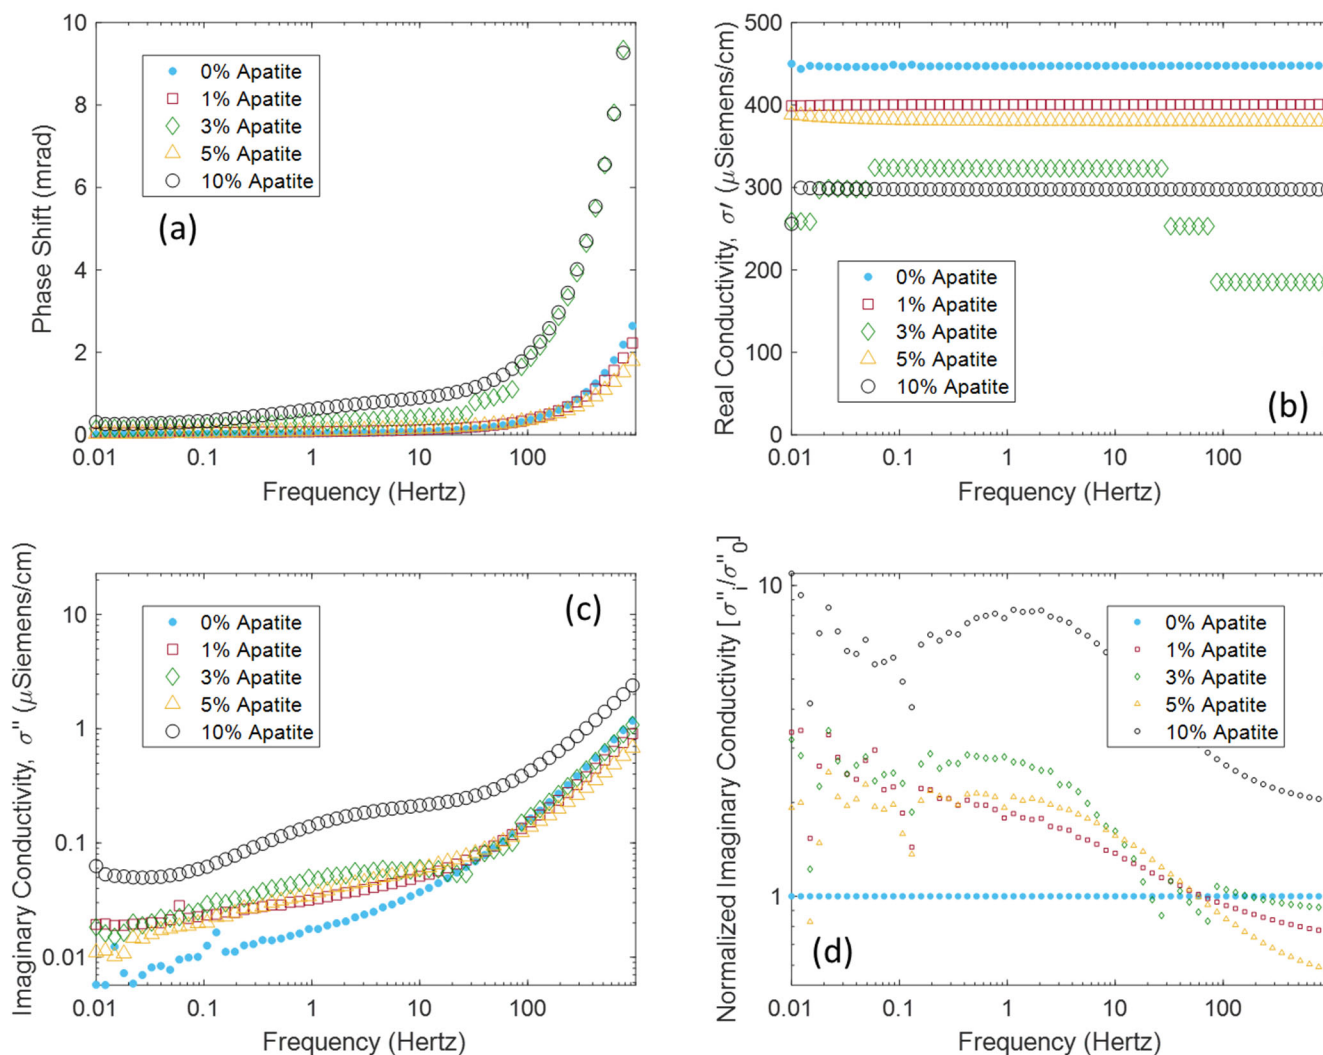 10
8
6
4
2
0
Phase Shift (mrad)
0% Apatite
1% Apatite
3% Apatite
5% Apatite
10% Apatite
(a)
0.01 0.1 1 10 100
Frequency (Hertz)
500
400
300
200
100
0
Real Conductivity, σ′ (μSiemens/cm)
0% Apatite
1% Apatite
3% Apatite
5% Apatite
10% Apatite
(b)
0.01 0.1 1 10 100
Frequency (Hertz)
10
1
0.1
0.01
Imaginary Conductivity, σ" (μSiemens/cm)
0% Apatite
1% Apatite
3% Apatite
5% Apatite
10% Apatite
(c)
0.01 0.1 1 10 100
Frequency (Hertz)
10
1
Normalized Imaginary Conductivity [σ"i/σ"0]
0% Apatite
1% Apatite
3% Apatite
5% Apatite
10% Apatite
(d)
0.01 0.1 1 10 100
Frequency (Hertz)